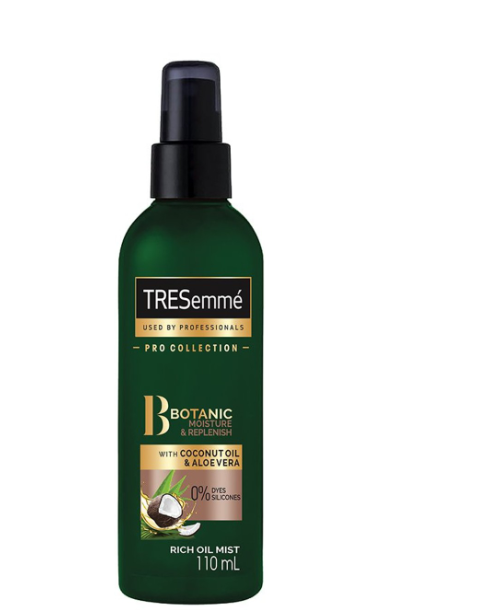 TRESemmé
USED BY PROFESSIONALS
PRO COLLECTION
B BOTANIC
MOISTURE
& REPLENISH
WITH COCONUT OIL
& ALOE VERA
0% DYES
SILICONES
RICH OIL MIST
110 mL